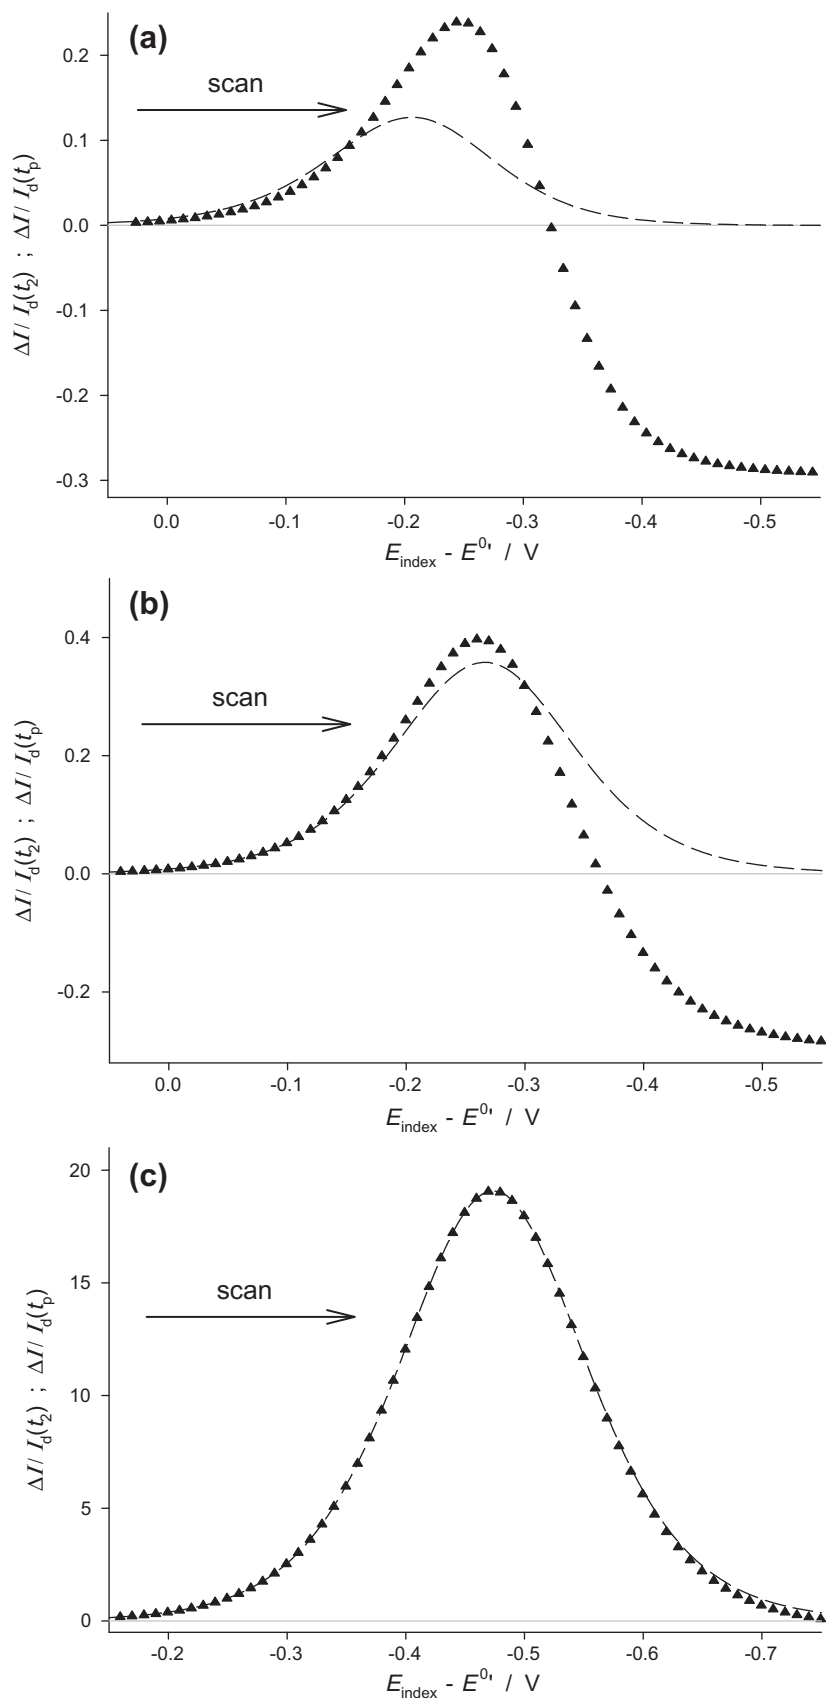 (a)
scan
0.2
0.1
0.0
-0.1
-0.2
-0.3
ΔI / I_d(t_2) ; ΔI / I_d(t_p)
0.0 -0.1 -0.2 -0.3 -0.4 -0.5
E_index - E^0' / V
(b)
scan
0.4
0.2
0.0
-0.2
ΔI / I_d(t_2) ; ΔI / I_d(t_p)
0.0 -0.1 -0.2 -0.3 -0.4 -0.5
E_index - E^0' / V
(c)
scan
20
15
10
5
0
ΔI / I_d(t_2) ; ΔI / I_d(t_p)
-0.2 -0.3 -0.4 -0.5 -0.6 -0.7
E_index - E^0' / V